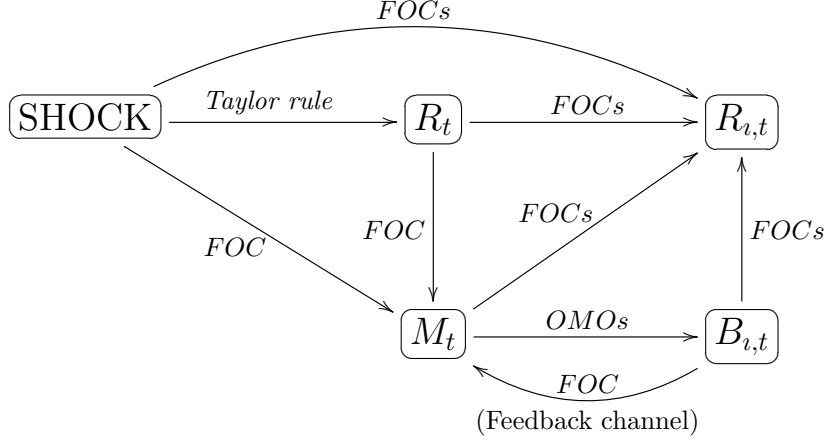 FOCs
SHOCK
Taylor rule
R_t
FOCs
R_{ı,t}
FOC
FOC
FOCs
FOCs
M_t
OMOs
B_{ı,t}
FOC
(Feedback channel)